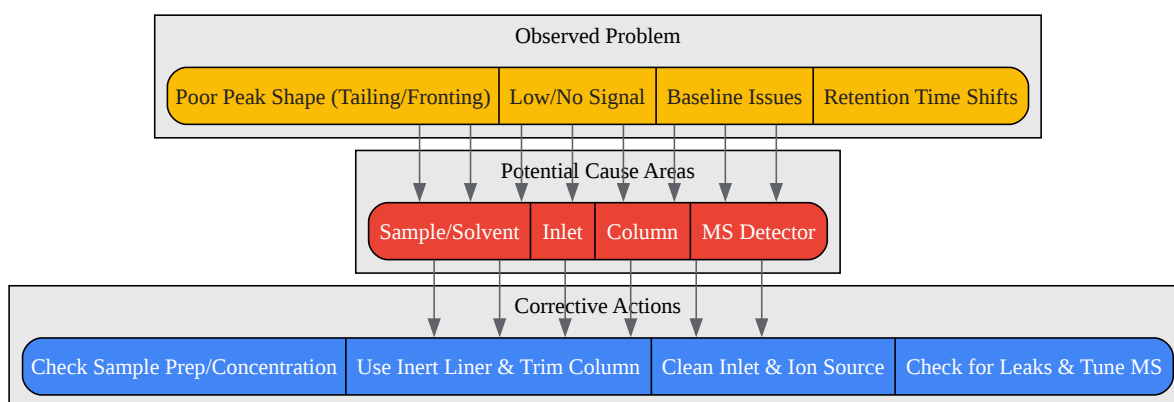 Observed Problem
Poor Peak Shape (Tailing/Fronting) Low/No Signal Baseline Issues Retention Time Shifts
Potential Cause Areas
Sample/Solvent Inlet Column MS Detector
Corrective Actions
Check Sample Prep/Concentration Use Inert Liner & Trim Column Clean Inlet & Ion Source Check for Leaks & Tune MS